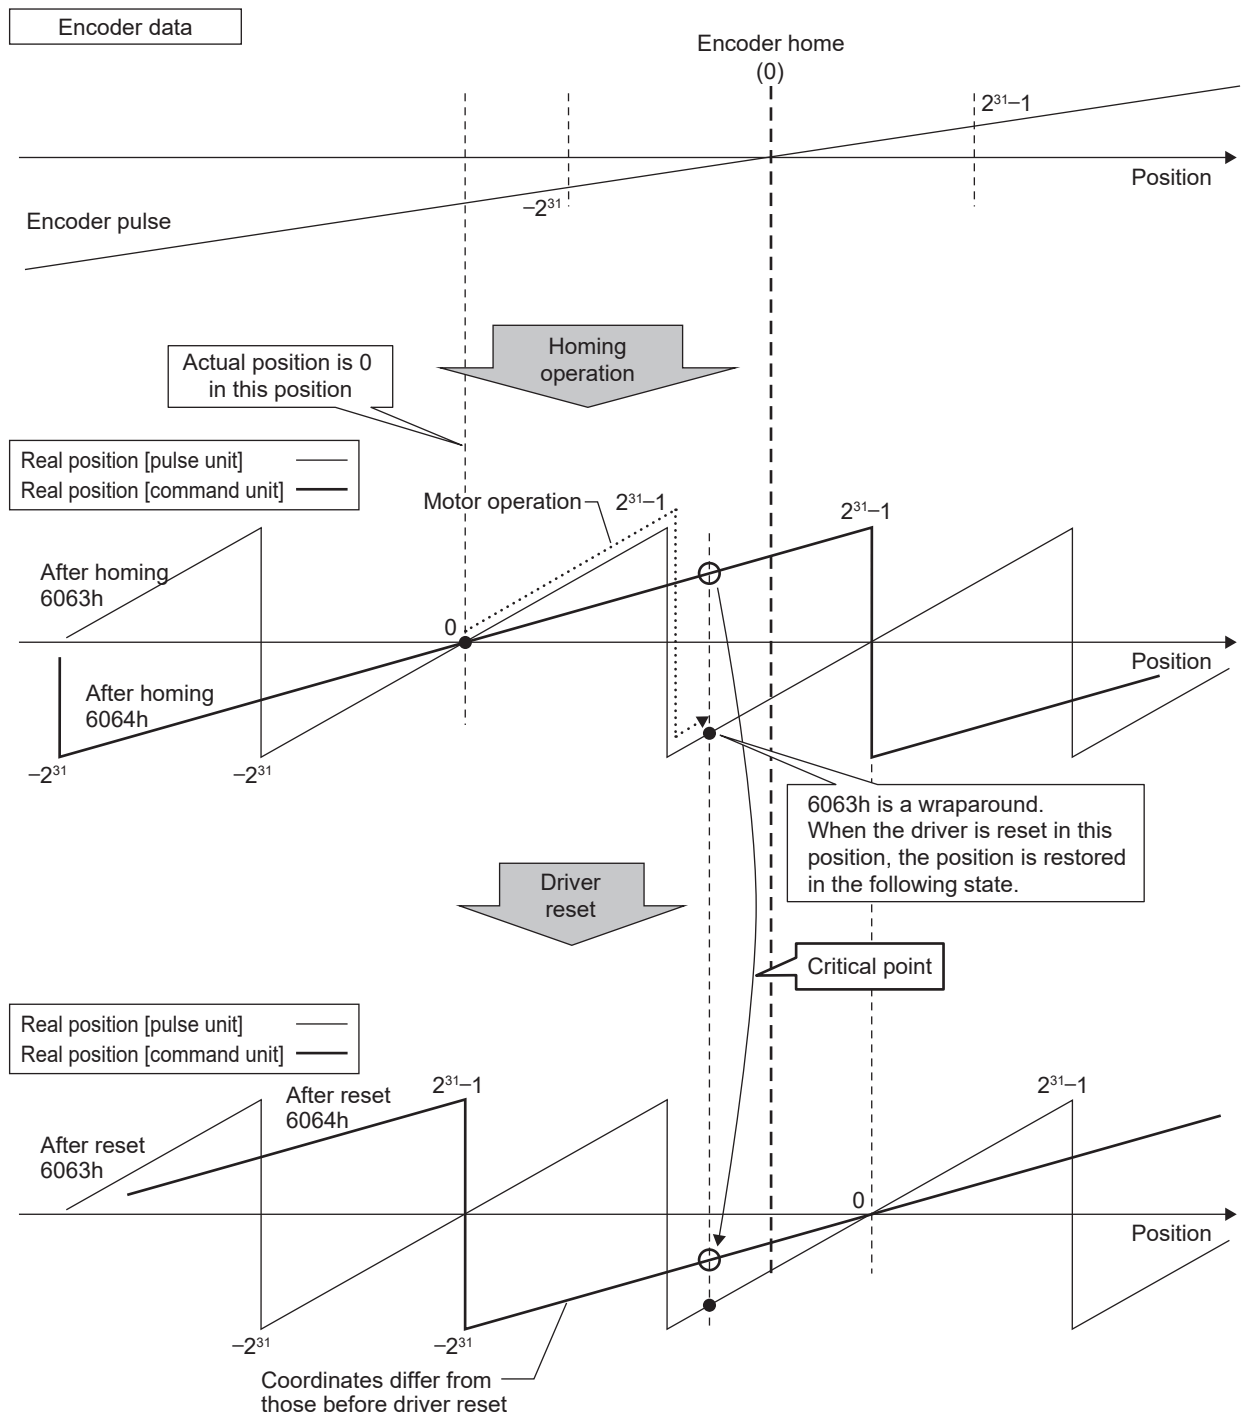 Encoder data
Encoder home
(0)
2³¹–1
Position
–2³¹
Encoder pulse
Homing
operation
Actual position is 0
in this position
Real position [pulse unit]
Real position [command unit]
Motor operation
2³¹–1
2³¹–1
After homing
6063h
0
Position
After homing
6064h
–2³¹
–2³¹
6063h is a wraparound.
When the driver is reset in this
position, the position is restored
in the following state.
Driver
reset
Critical point
Real position [pulse unit]
Real position [command unit]
After reset
6064h
2³¹–1
2³¹–1
After reset
6063h
0
Position
–2³¹
–2³¹
Coordinates differ from
those before driver reset